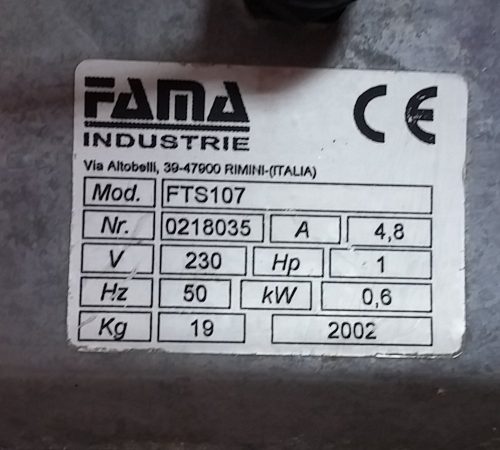 FAMA CE
INDUSTRIE
Via Altobelli, 39-47900 RIMINI-(ITALIA)
Mod. FTS107
Nr. 0218035 A 4,8
V 230 Hp 1
Hz 50 kW 0,6
Kg 19 2002